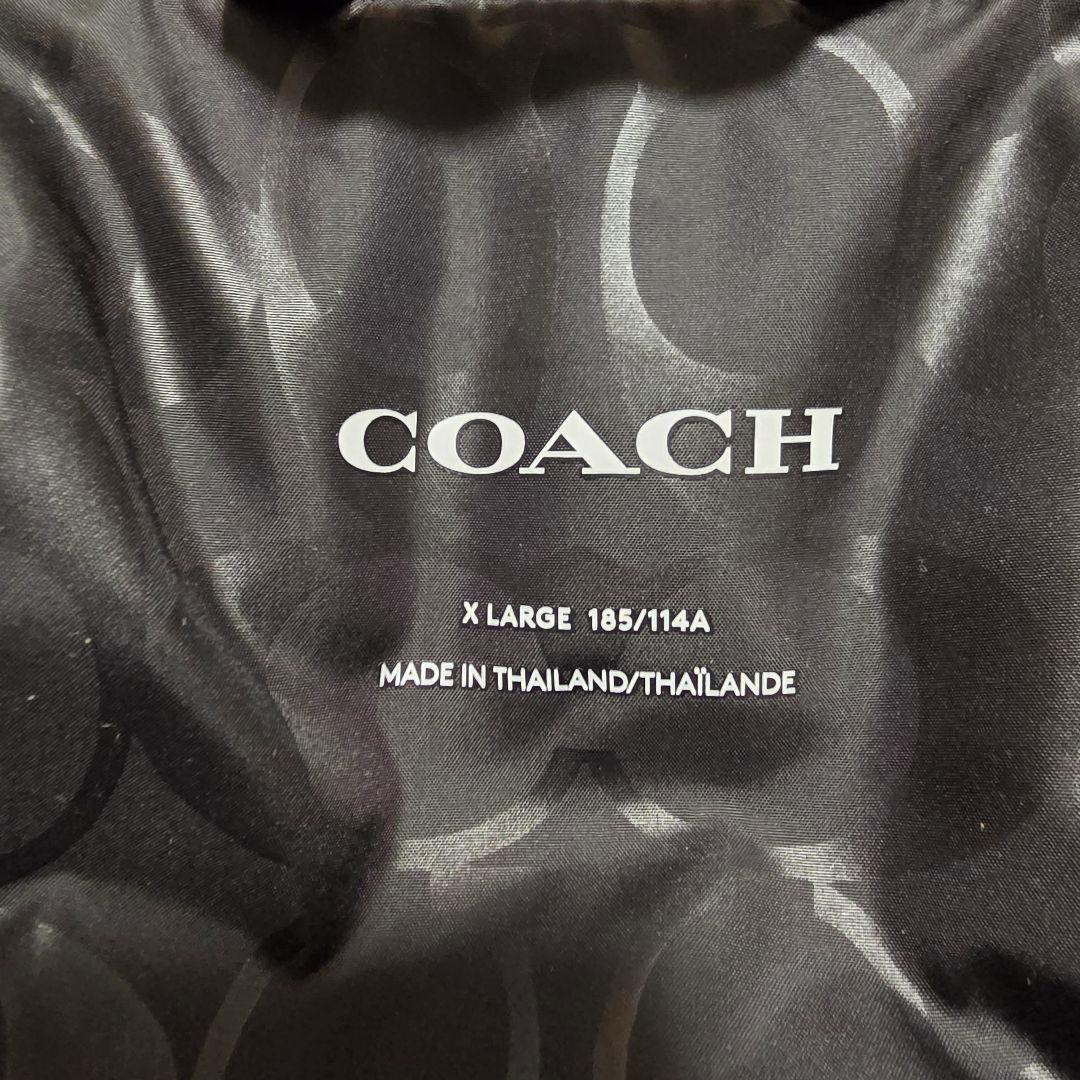 COACH
X LARGE 185/114A
MADE IN THAILAND/THAÏLANDE